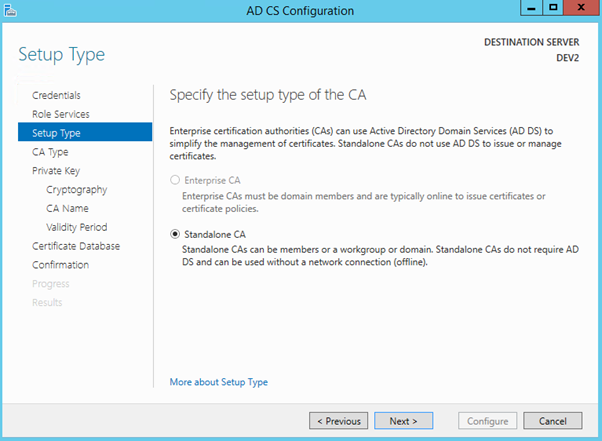 AD CS Configuration
Setup Type
DESTINATION SERVER
DEV2
Credentials
Role Services
Setup Type
CA Type
Private Key
Cryptography
CA Name
Validity Period
Certificate Database
Confirmation
Progress
Results
Specify the setup type of the CA
Enterprise certification authorities (CAs) can use Active Directory Domain Services (AD DS) to
simplify the management of certificates. Standalone CAs do not use AD DS to issue or manage
certificates.
Enterprise CA
Enterprise CAs must be domain members and are typically online to issue certificates or
certificate policies.
Standalone CA
Standalone CAs can be members or a workgroup or domain. Standalone CAs do not require AD
DS and can be used without a network connection (offline).
More about Setup Type
< Previous
Next >
Configure
Cancel